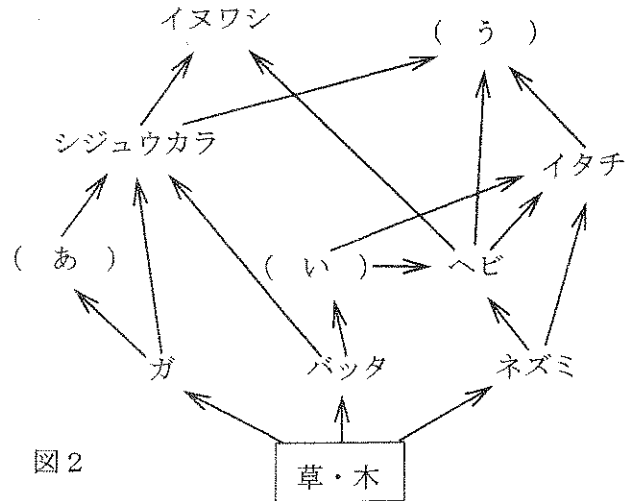 イヌワシ
( う )
シジュウカラ
イタチ
( あ )
( い )
ヘビ
ガ
バッタ
ネズミ
草・木
図2